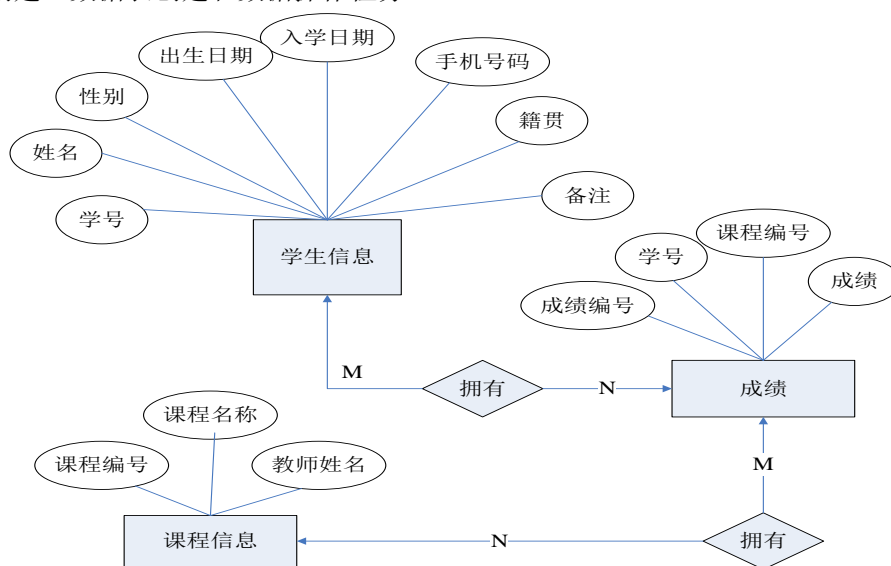 入学日期
出生日期
手机号码
性别
籍贯
姓名
备注
学号
学生信息
课程编号
学号
成绩
成绩编号
M
拥有
N
成绩
课程名称
课程编号
教师姓名
M
课程信息
N
拥有